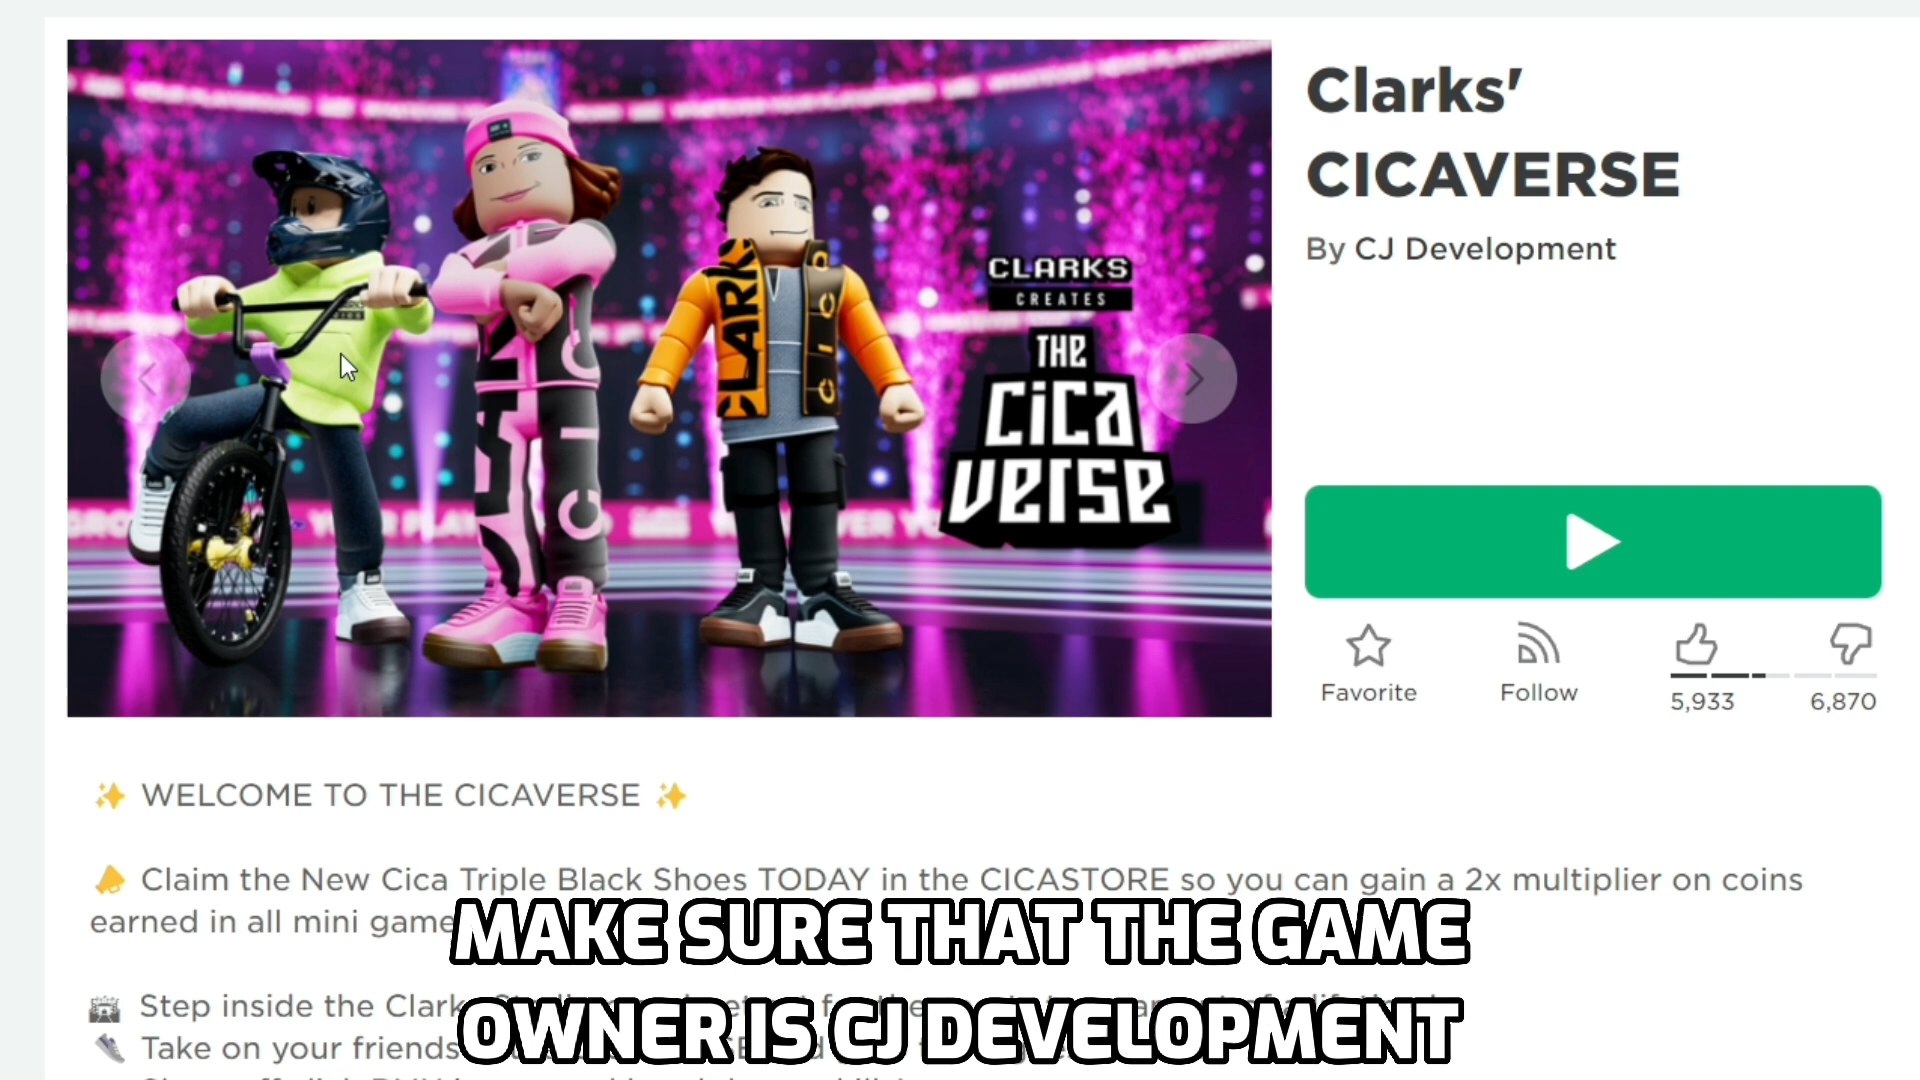 Clarks'
CICAVERSE
By CJ Development
CLARKS
CREATES
THE
CICA
VERSE
CLARK
CICA
Favorite
Follow
5,933
6,870
✨ WELCOME TO THE CICAVERSE ✨
📣 Claim the New Cica Triple Black Shoes TODAY in the CICASTORE so you can gain a 2x multiplier on coins
earned in all mini game
MAKE SURE THAT THE GAME
Step inside the
OWNER IS CJ DEVELOPMENT
Take on your friends